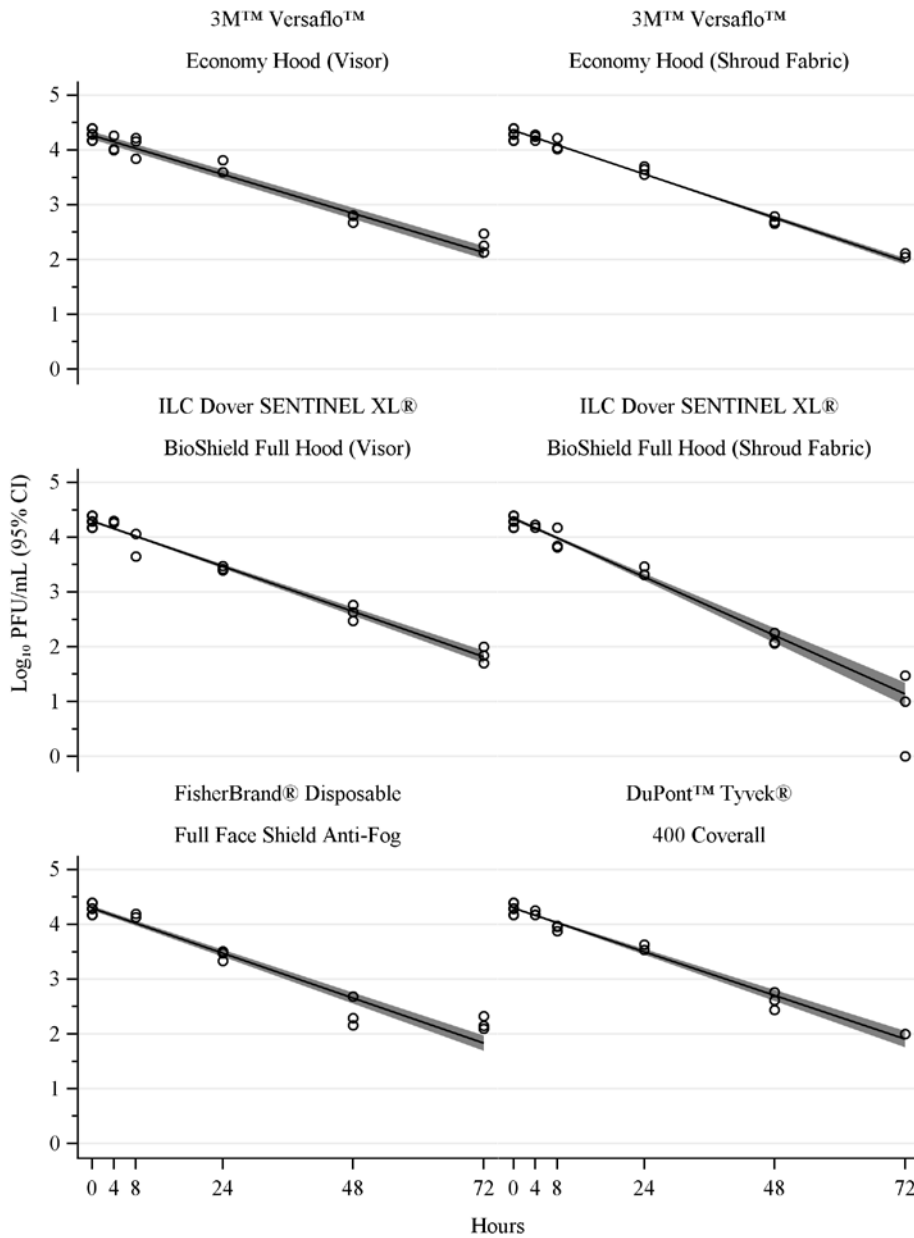 3M™ Versaflo™
Economy Hood (Visor)
3M™ Versaflo™
Economy Hood (Shroud Fabric)
5
4
3
2
1
0
ILC Dover SENTINEL XL®
BioShield Full Hood (Visor)
ILC Dover SENTINEL XL®
BioShield Full Hood (Shroud Fabric)
Log₁₀ PFU/mL (95% CI)
5
4
3
2
1
0
FisherBrand® Disposable
Full Face Shield Anti-Fog
DuPont™ Tyvek®
400 Coverall
5
4
3
2
1
0
0 4 8 24 48 72 0 4 8 24 48 72
Hours